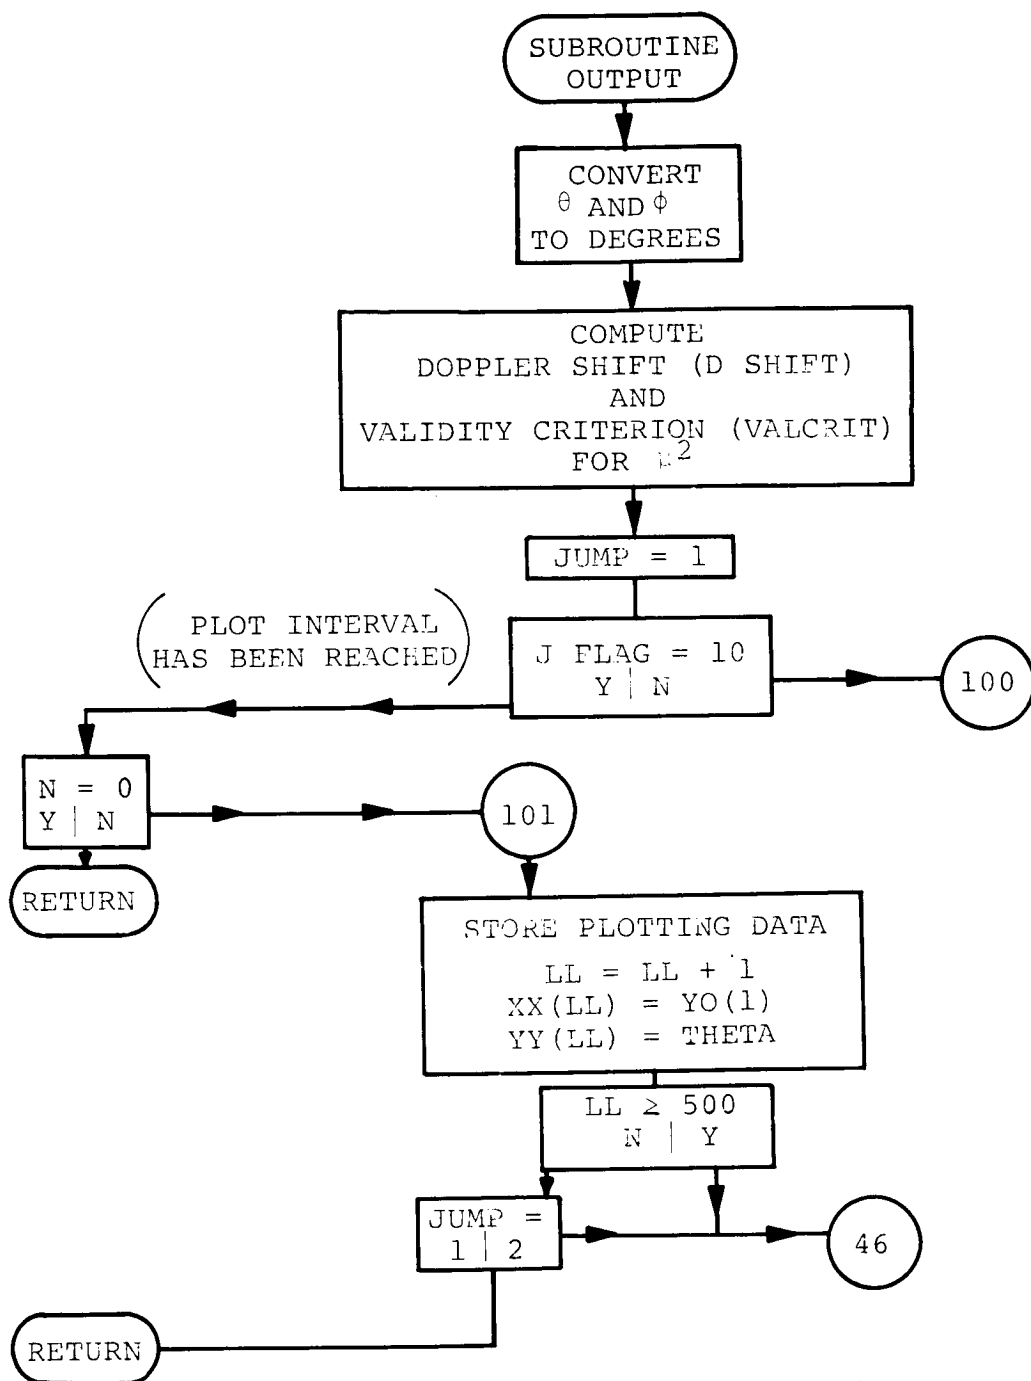 SUBROUTINE
OUTPUT
CONVERT
θ AND φ
TO DEGREES
COMPUTE
DOPPLER SHIFT (D SHIFT)
AND
VALIDITY CRITERION (VALCRIT)
FOR μ²
JUMP = 1
(PLOT INTERVAL
HAS BEEN REACHED)
J FLAG = 10
Y | N
100
N = 0
Y | N
101
RETURN
STORE PLOTTING DATA
LL = LL + 1
XX(LL) = YO(1)
YY(LL) = THETA
LL ≥ 500
N | Y
JUMP =
1 | 2
46
RETURN